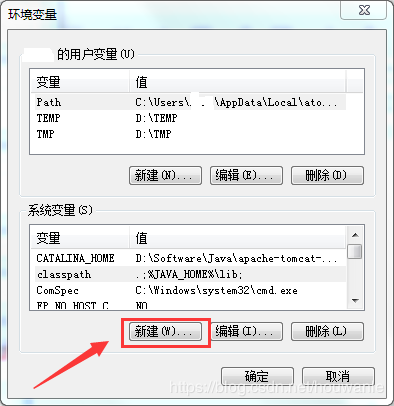 环境变量
的用户变量(U)
变量 值
Path C:\Users\ . \AppData\Local\ato...
TEMP D:\TEMP
TMP D:\TMP
新建(N)... 编辑(E)... 删除(D)
系统变量(S)
变量 值
CATALINA_HOME D:\Software\Java\apache-tomcat-...
classpath .;%JAVA_HOME%\lib;
ComSpec C:\Windows\system32\cmd.exe
FP_NO_HOST_C NO
新建(W)... 编辑(I)... 删除(L)
确定 取消
https://blog.csdn.net/houwanle